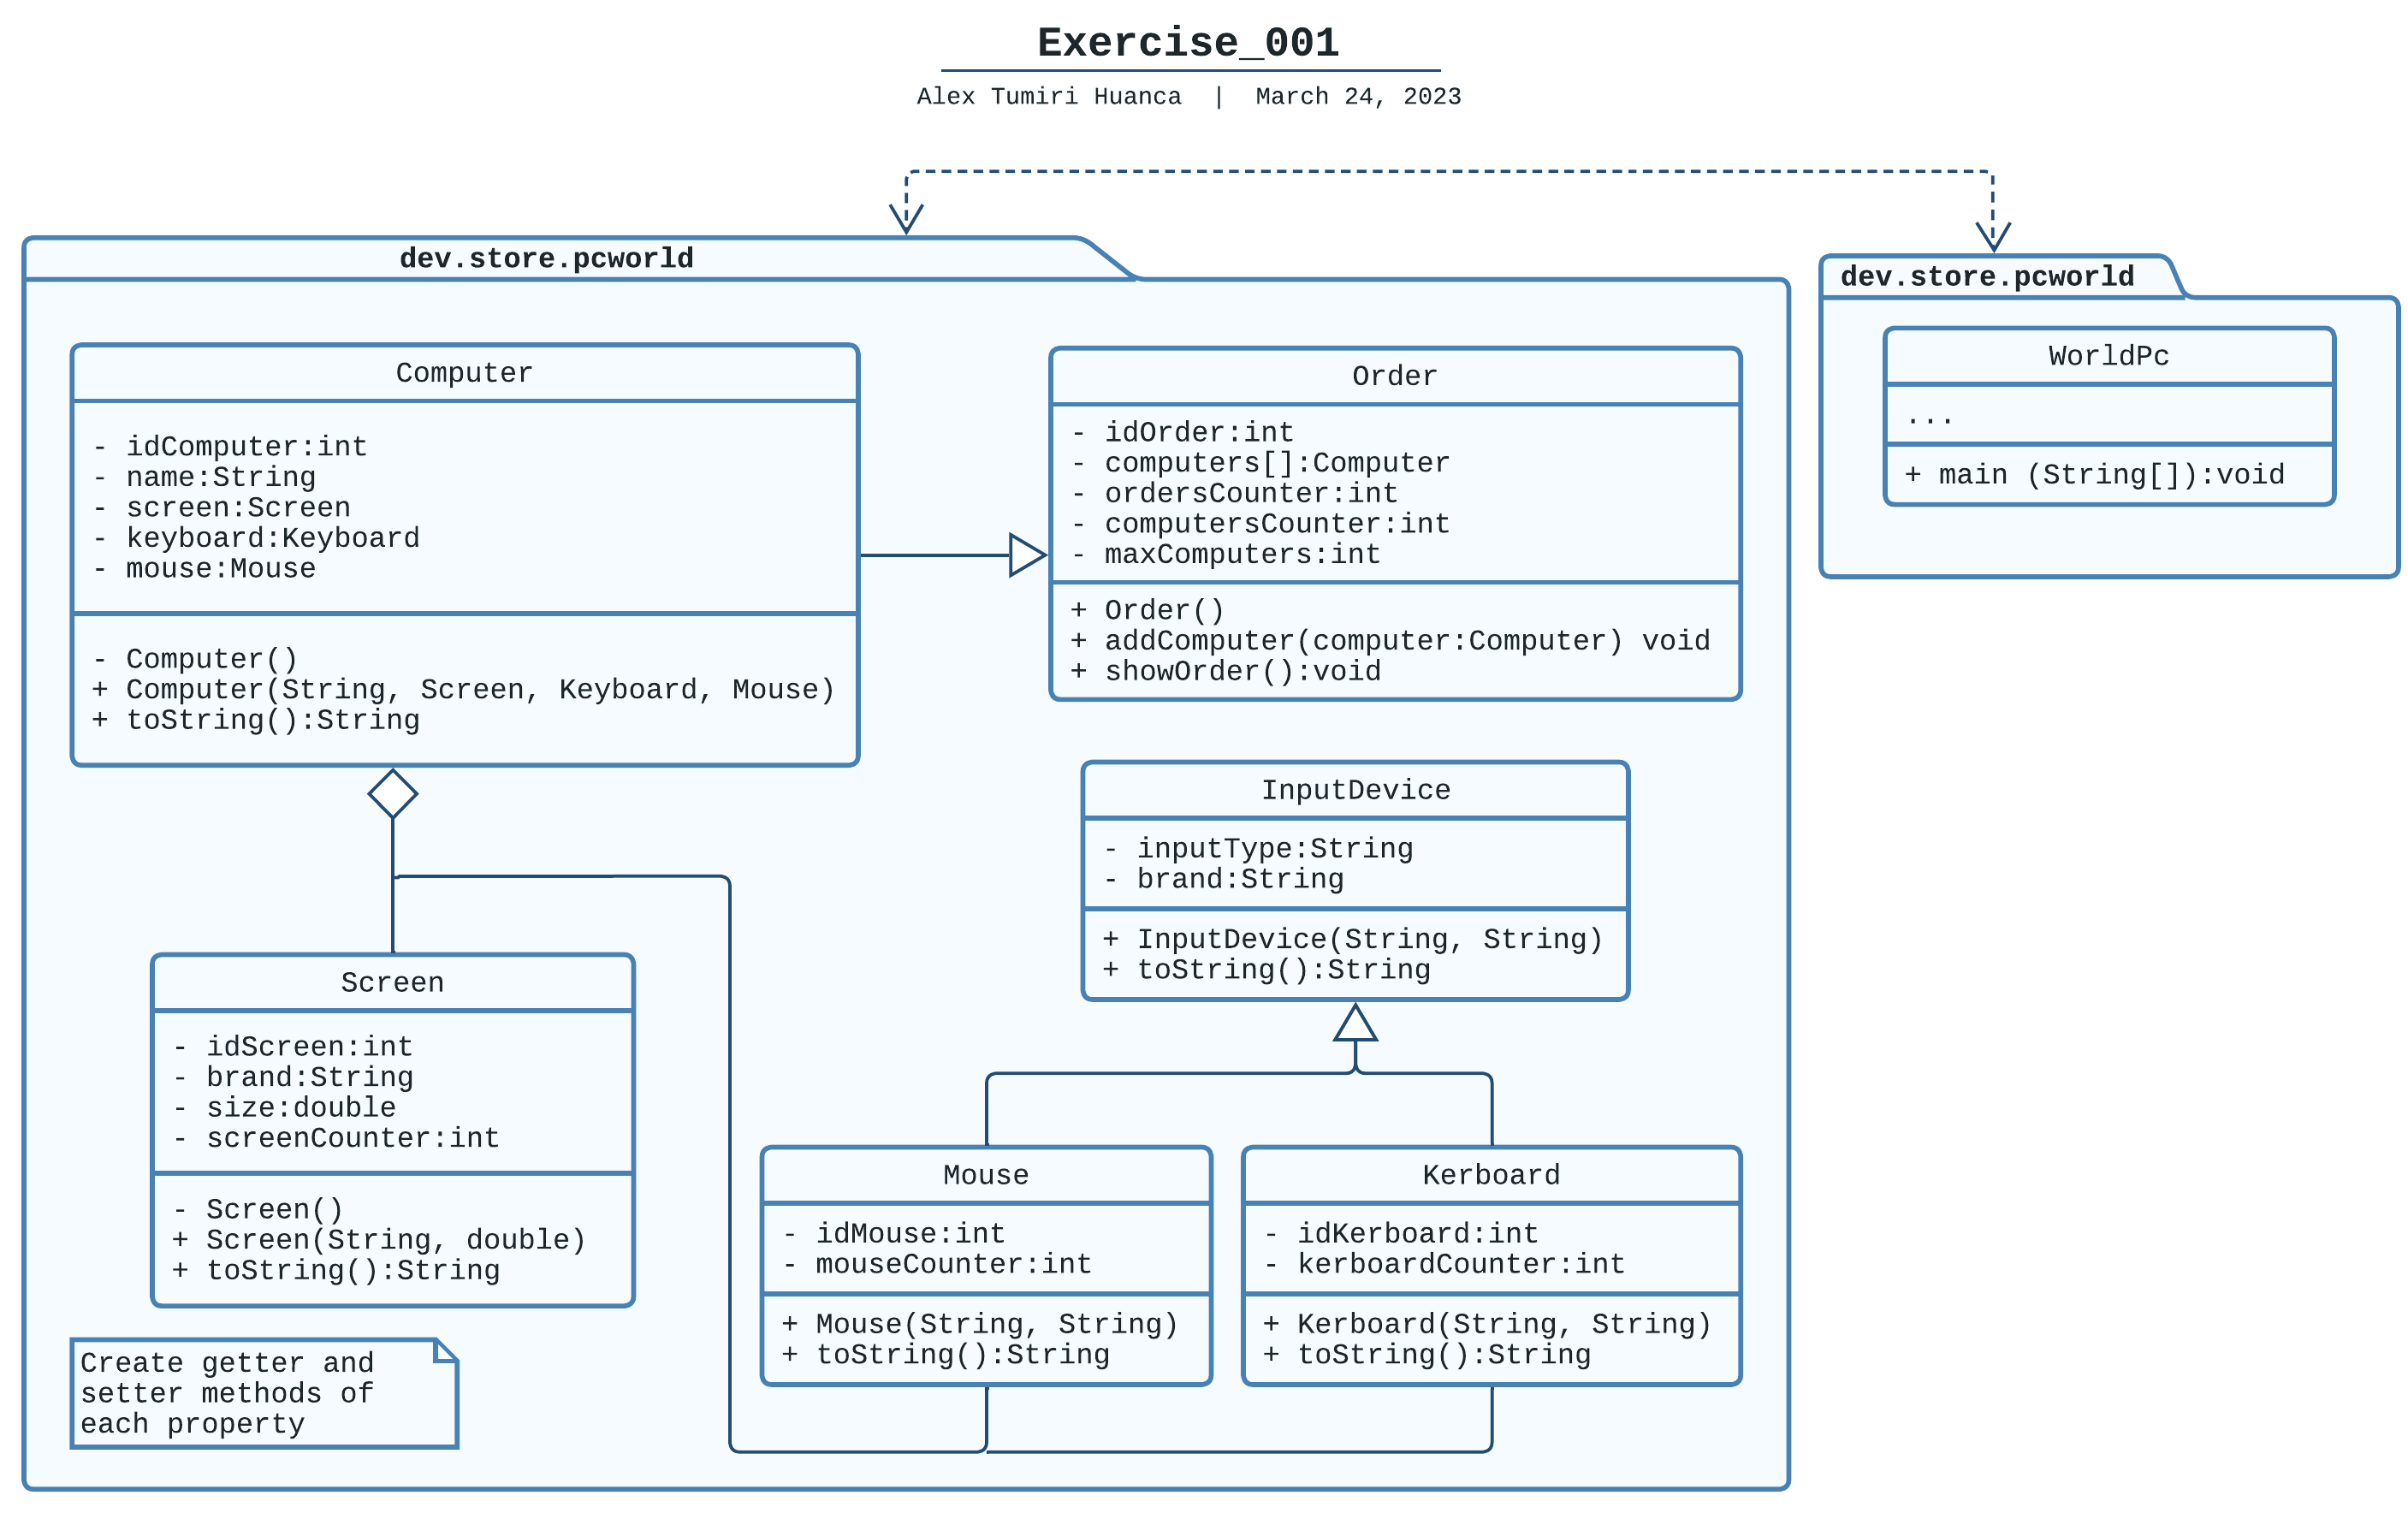 Exercise_001
Alex Tumiri Huanca | March 24, 2023
dev.store.pcworld
Computer
- idComputer:int
- name:String
- screen:Screen
- keyboard:Keyboard
- mouse:Mouse
- Computer()
+ Computer(String, Screen, Keyboard, Mouse)
+ toString():String
Order
- idOrder:int
- computers[]:Computer
- ordersCounter:int
- computersCounter:int
- maxComputers:int
+ Order()
+ addComputer(computer:Computer) void
+ showOrder():void
dev.store.pcworld
WorldPc
...
+ main (String[]):void
InputDevice
- inputType:String
- brand:String
+ InputDevice(String, String)
+ toString():String
Screen
- idScreen:int
- brand:String
- size:double
- screenCounter:int
- Screen()
+ Screen(String, double)
+ toString():String
Mouse
- idMouse:int
- mouseCounter:int
+ Mouse(String, String)
+ toString():String
Kerboard
- idKerboard:int
- kerboardCounter:int
+ Kerboard(String, String)
+ toString():String
Create getter and
setter methods of
each property